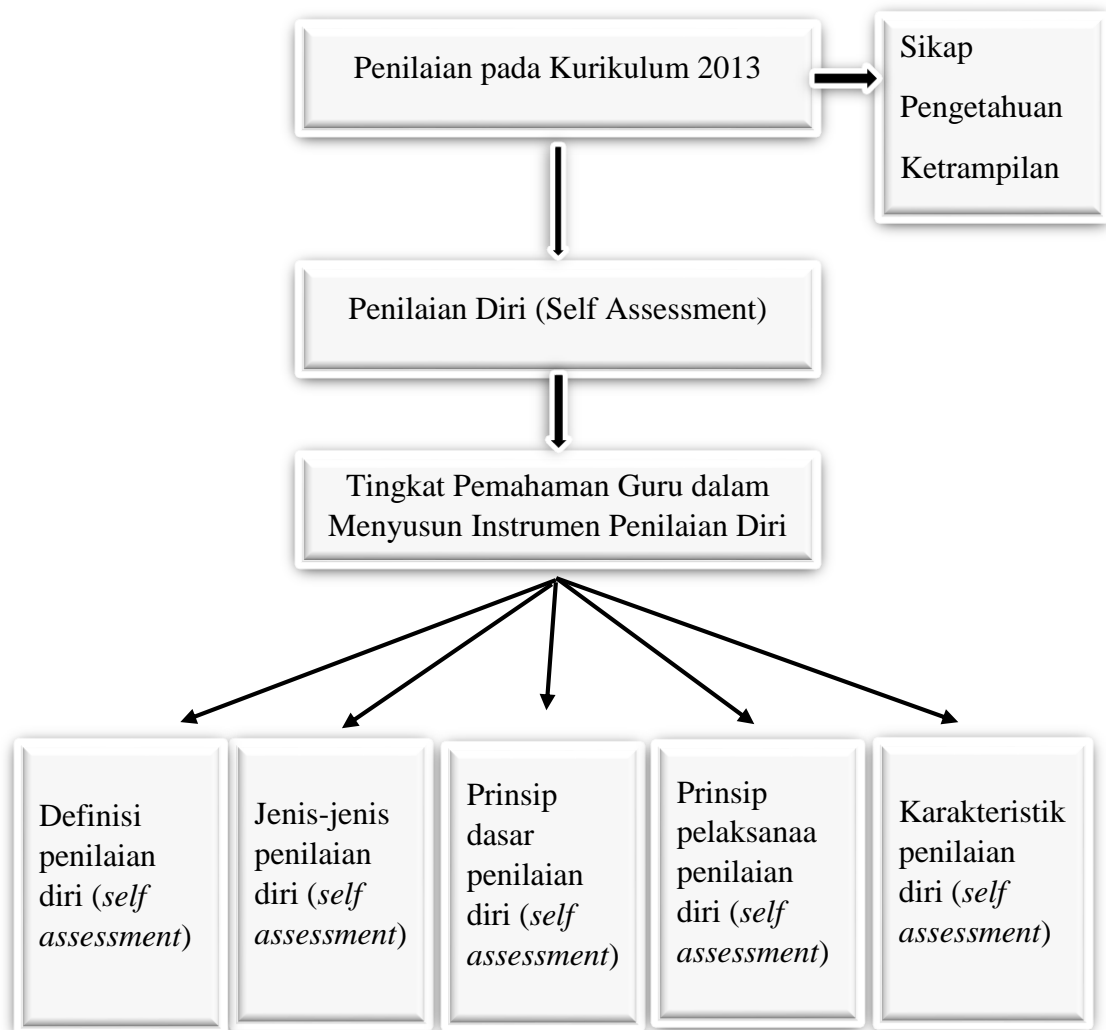 Penilaian pada Kurikulum 2013
Sikap
Pengetahuan
Ketrampilan
Penilaian Diri (Self Assessment)
Tingkat Pemahaman Guru dalam
Menyusun Instrumen Penilaian Diri
Definisi
penilaian
diri (self
assessment)
Jenis-jenis
penilaian
diri (self
assessment)
Prinsip
dasar
penilaian
diri (self
assessment)
Prinsip
pelaksanaa
penilaian
diri (self
assessment)
Karakteristik
penilaian
diri (self
assessment)